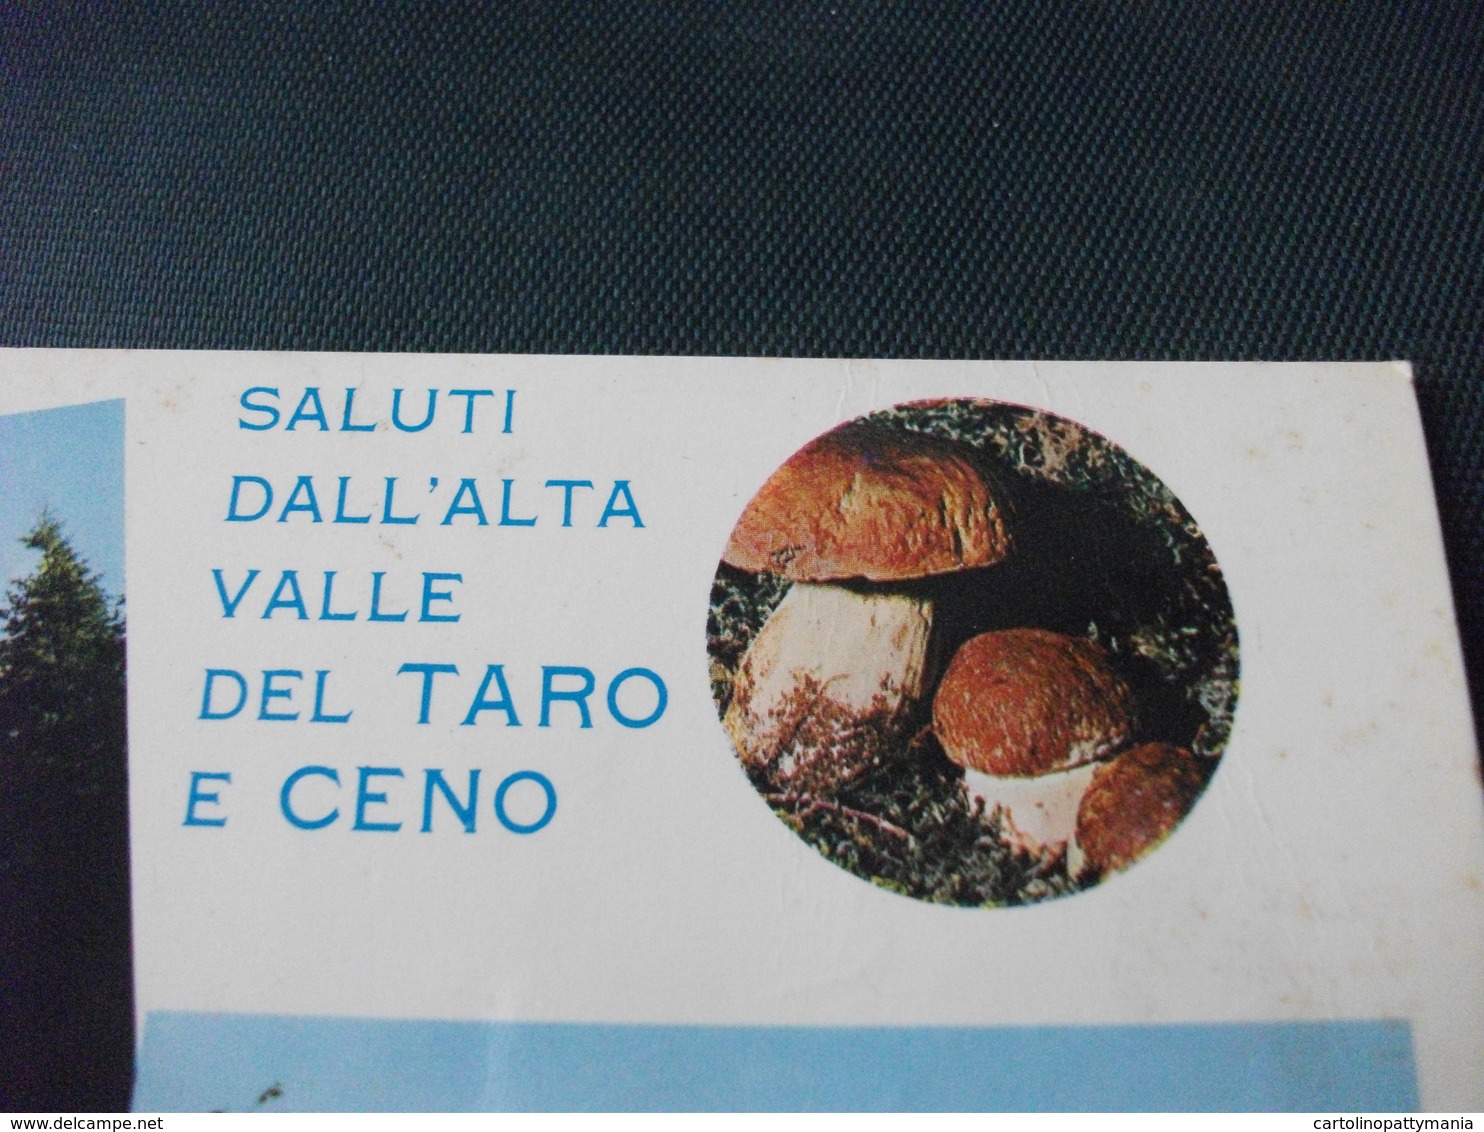 SALUTI
DALL'ALTA
VALLE
DEL TARO
E CENO
www.delcampe.net
cartolinopattymania